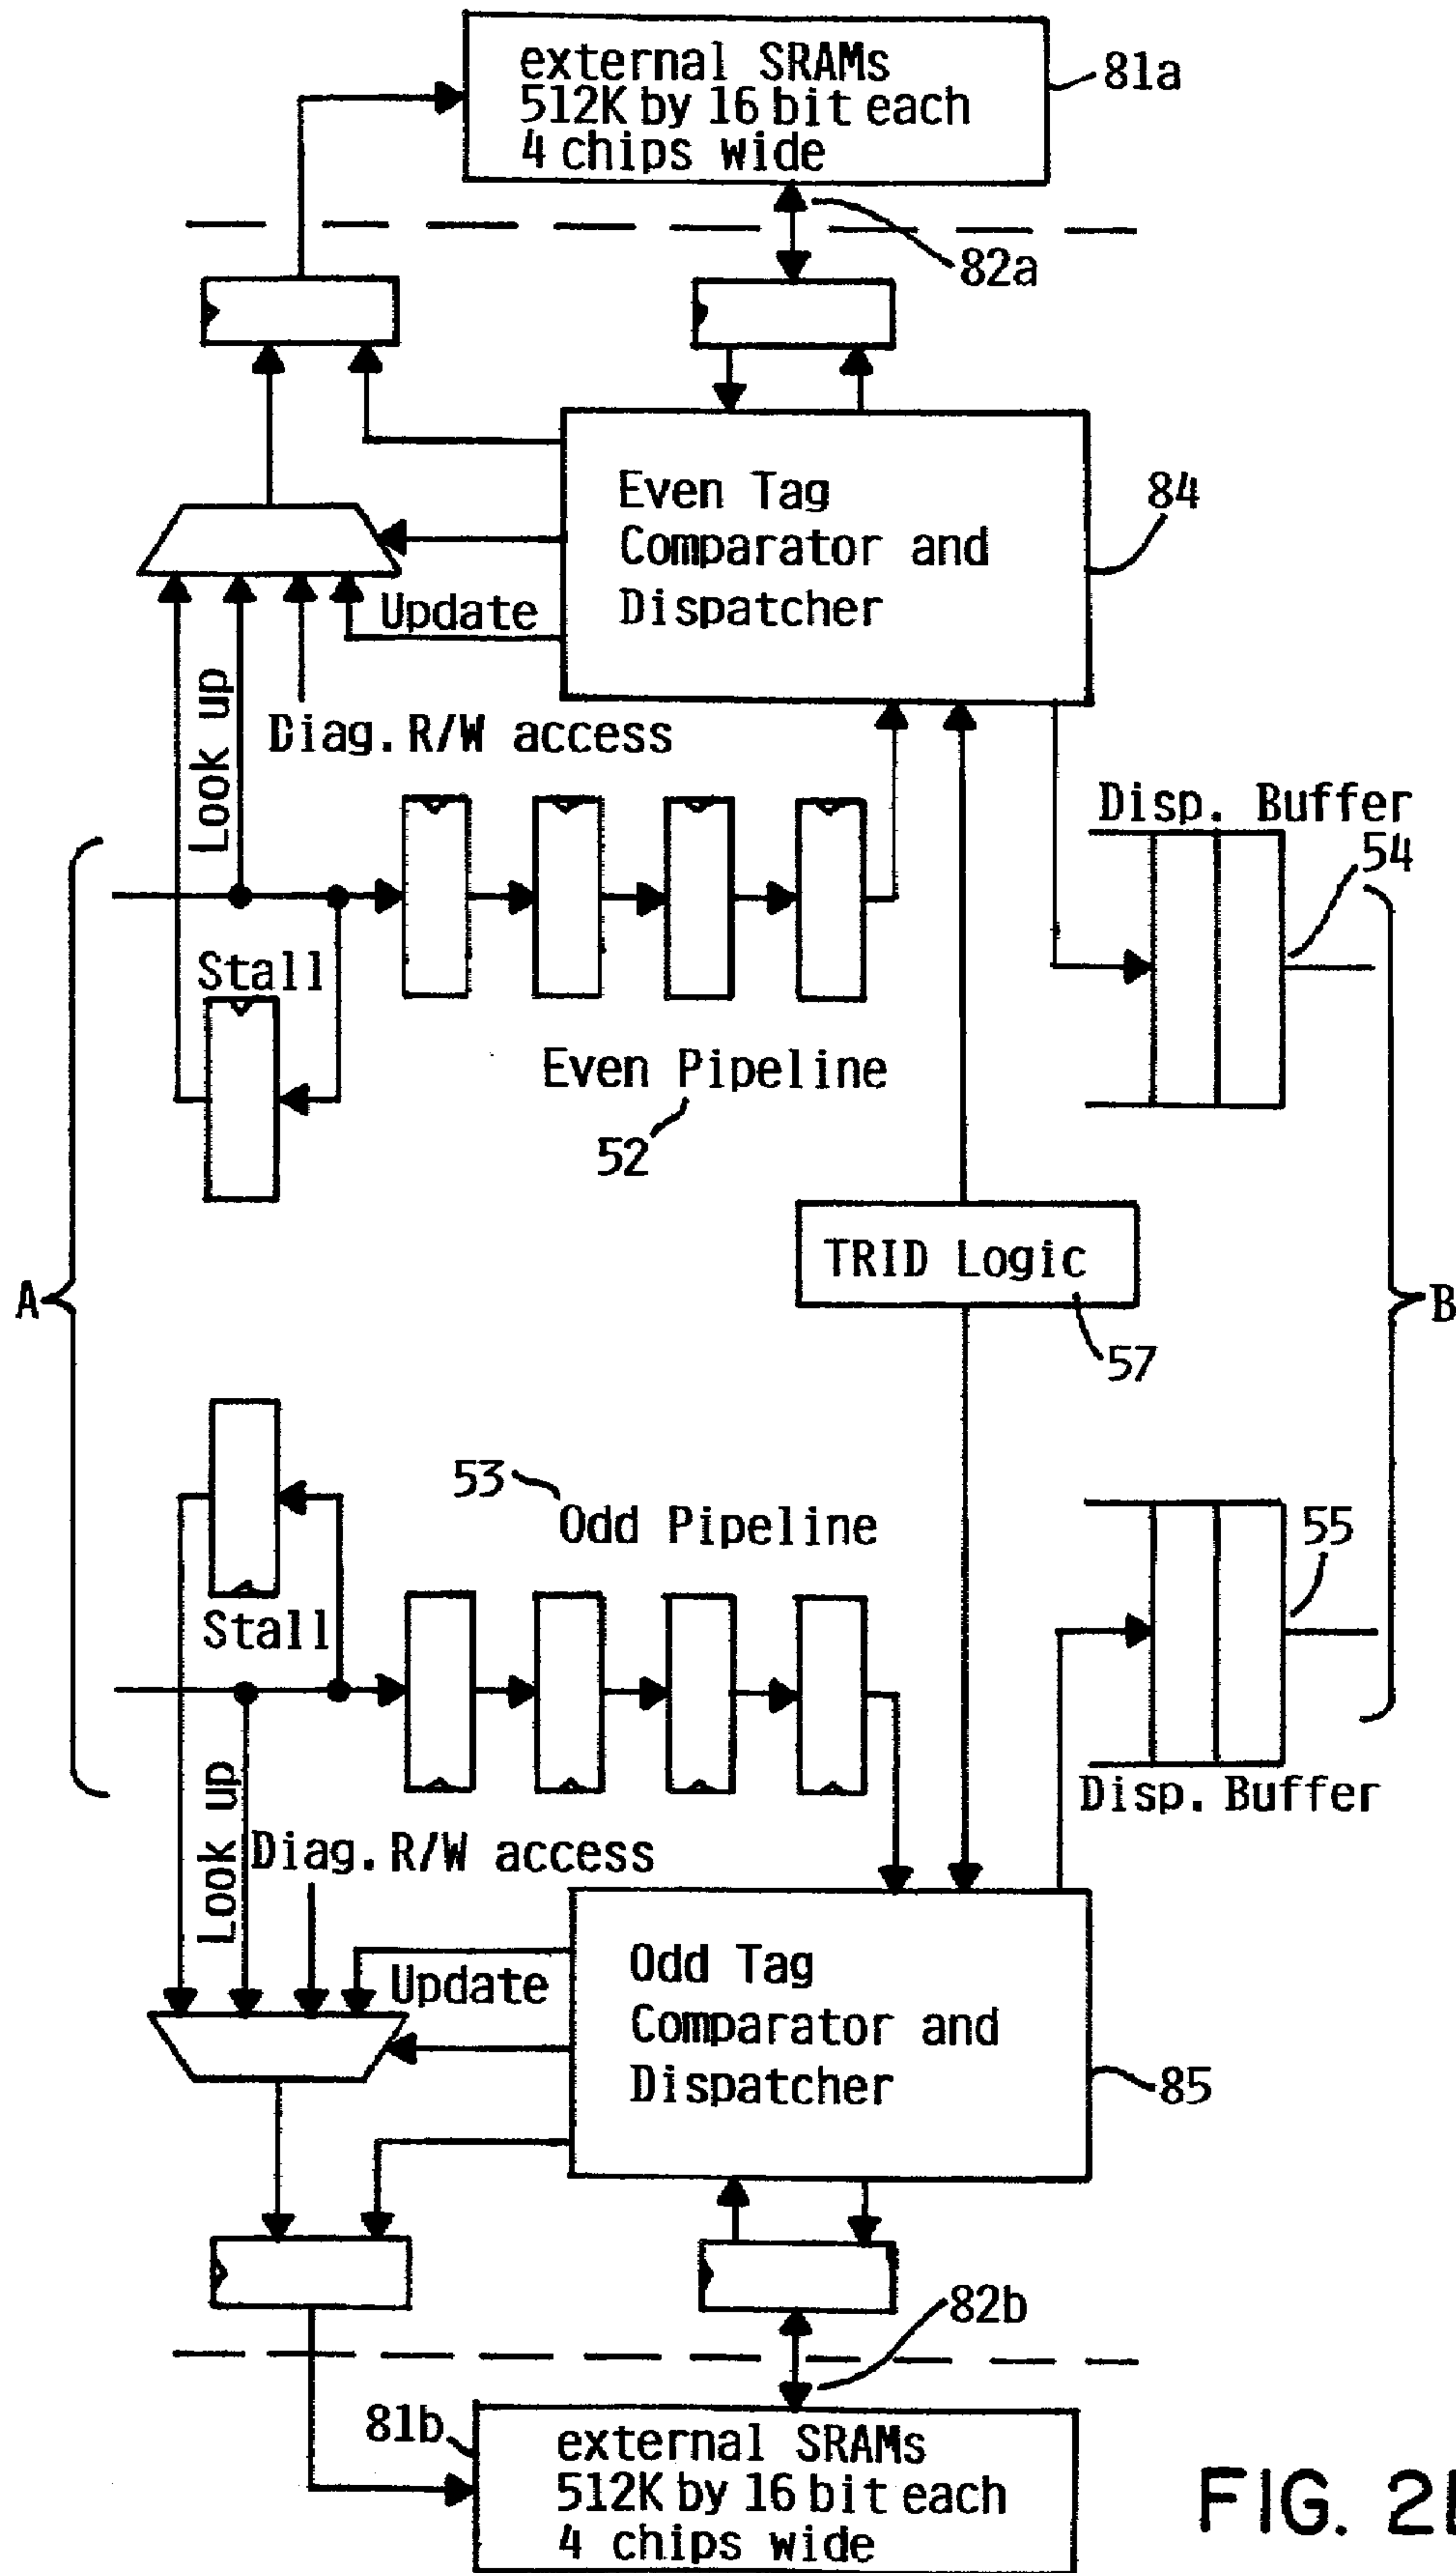 external SRAMs
512K by 16 bit each
4 chips wide
81a
82a
Even Tag
Comparator and
Dispatcher
84
Update
Look up
Diag. R/W access
Disp. Buffer
54
Stall
Even Pipeline
52
A
TRID Logic
57
B
53
Odd Pipeline
55
Stall
Disp. Buffer
Look up
Diag. R/W access
Update
Odd Tag
Comparator and
Dispatcher
85
82b
81b
external SRAMs
512K by 16 bit each
4 chips wide
FIG.